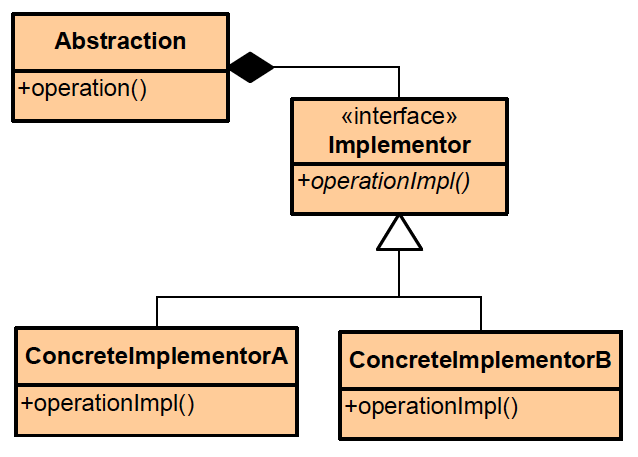 Abstraction
+operation()
«interface»
Implementor
+operationImpl()
ConcreteImplementorA
+operationImpl()
ConcreteImplementorB
+operationImpl()